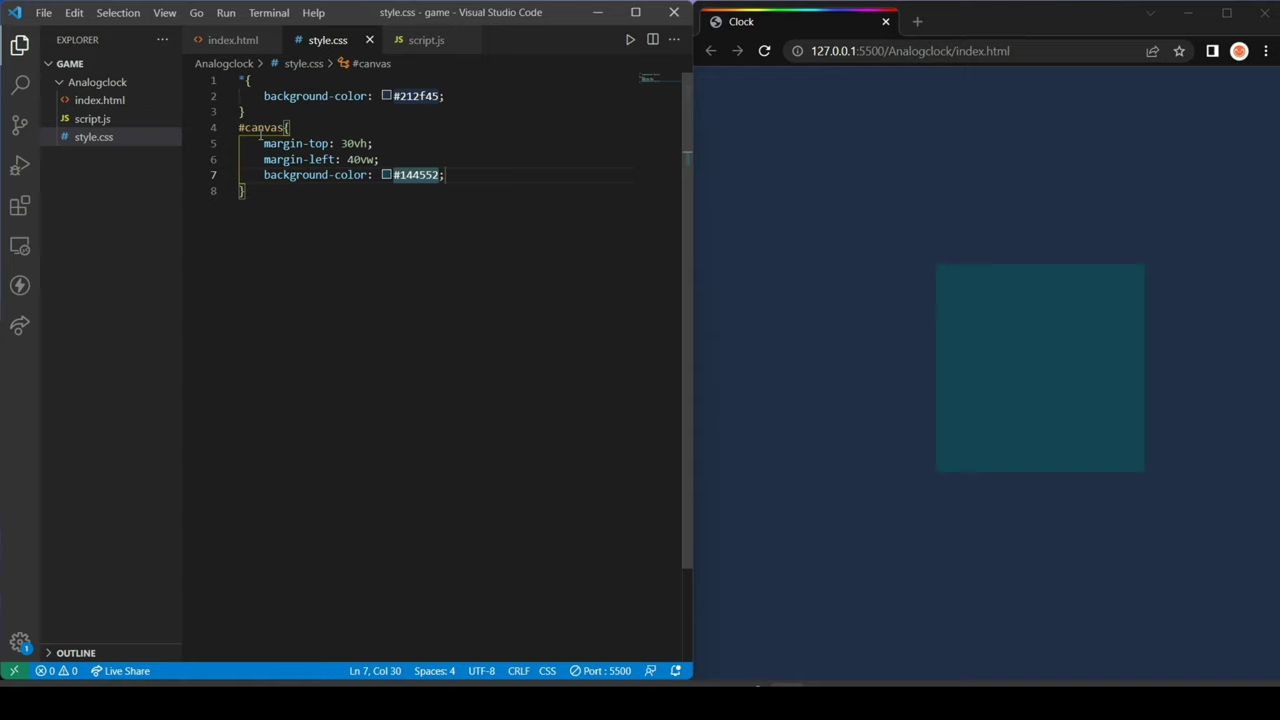 File Edit Selection View Go Run Terminal Help style.css - game - Visual Studio Code
EXPLORER
GAME
Analogclock
index.html
JS script.js
# style.css
OUTLINE
<> index.html # style.css JS script.js
Analogclock > # style.css > #canvas
1 *{
2 background-color: #212f45;
3 }
4 #canvas{
5 margin-top: 30vh;
6 margin-left: 40vw;
7 background-color: #144552;
8 }
1
0 0 Live Share Ln 7, Col 30 Spaces: 4 UTF-8 CRLF CSS Port : 5500
Clock
127.0.0.1:5500/Analogclock/index.html